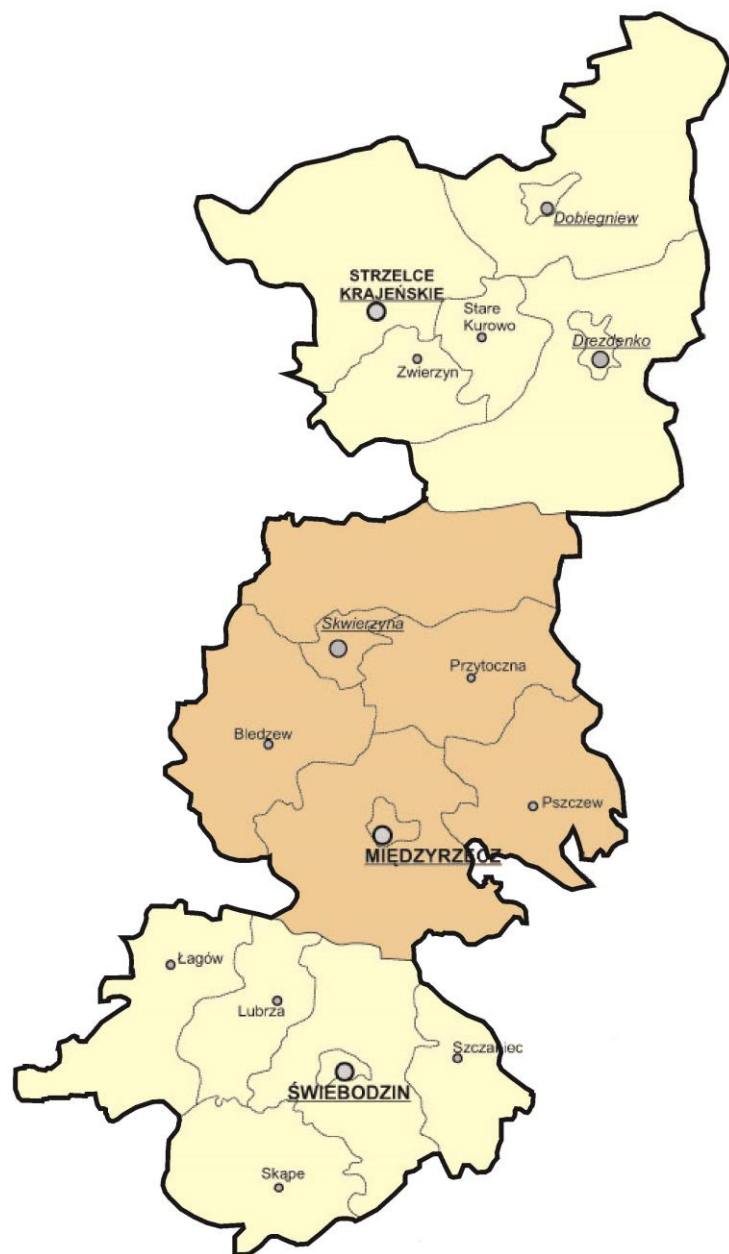 Dobiegniew
STRZELCE
KRAJEŃSKIE
Stare
Kurowo
Drezdenko
Zwierzyn
Skwierzyna
Przytoczna
Bledzew
Pszczew
MIĘDZYRZECZ
Łagów
Lubrza
Szczaniec
ŚWIEBODZIN
Skąpe